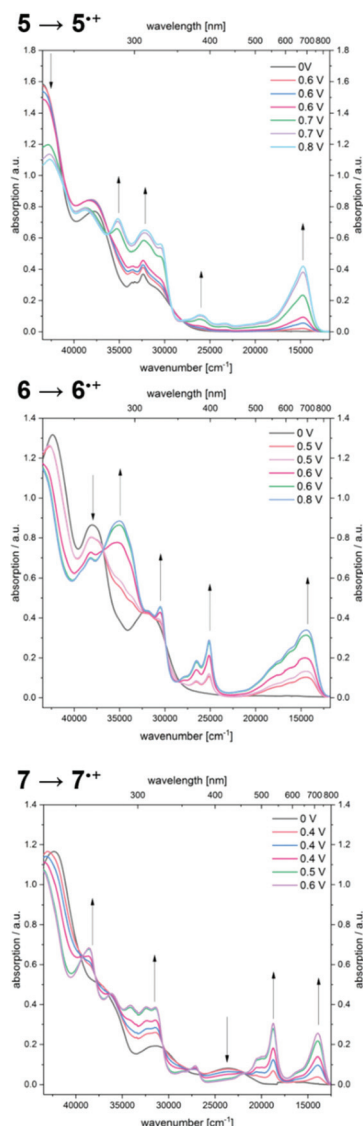 5 → 5•+
wavelength [nm]
300 400 500 600 700 800
1.8
1.6
1.4
1.2
1.0
0.8
0.6
0.4
0.2
0.0
absorption / a.u.
0V
0.6 V
0.6 V
0.6 V
0.7 V
0.7 V
0.8 V
absorption / a.u.
40000 35000 30000 25000 20000 15000
wavenumber [cm-1]
6 → 6•+
wavelength [nm]
300 400 500 600 700 800
1.4
1.2
1.0
0.8
0.6
0.4
0.2
0.0
absorption / a.u.
0 V
0.5 V
0.5 V
0.6 V
0.6 V
0.8 V
absorption / a.u.
40000 35000 30000 25000 20000 15000
wavenumber [cm-1]
7 → 7•+
wavelength [nm]
300 400 500 600 700 800
1.4
1.2
1.0
0.8
0.6
0.4
0.2
0.0
absorption / a.u.
0 V
0.4 V
0.4 V
0.4 V
0.5 V
0.6 V
absorption / a.u.
40000 35000 30000 25000 20000 15000
wavenumber [cm-1]